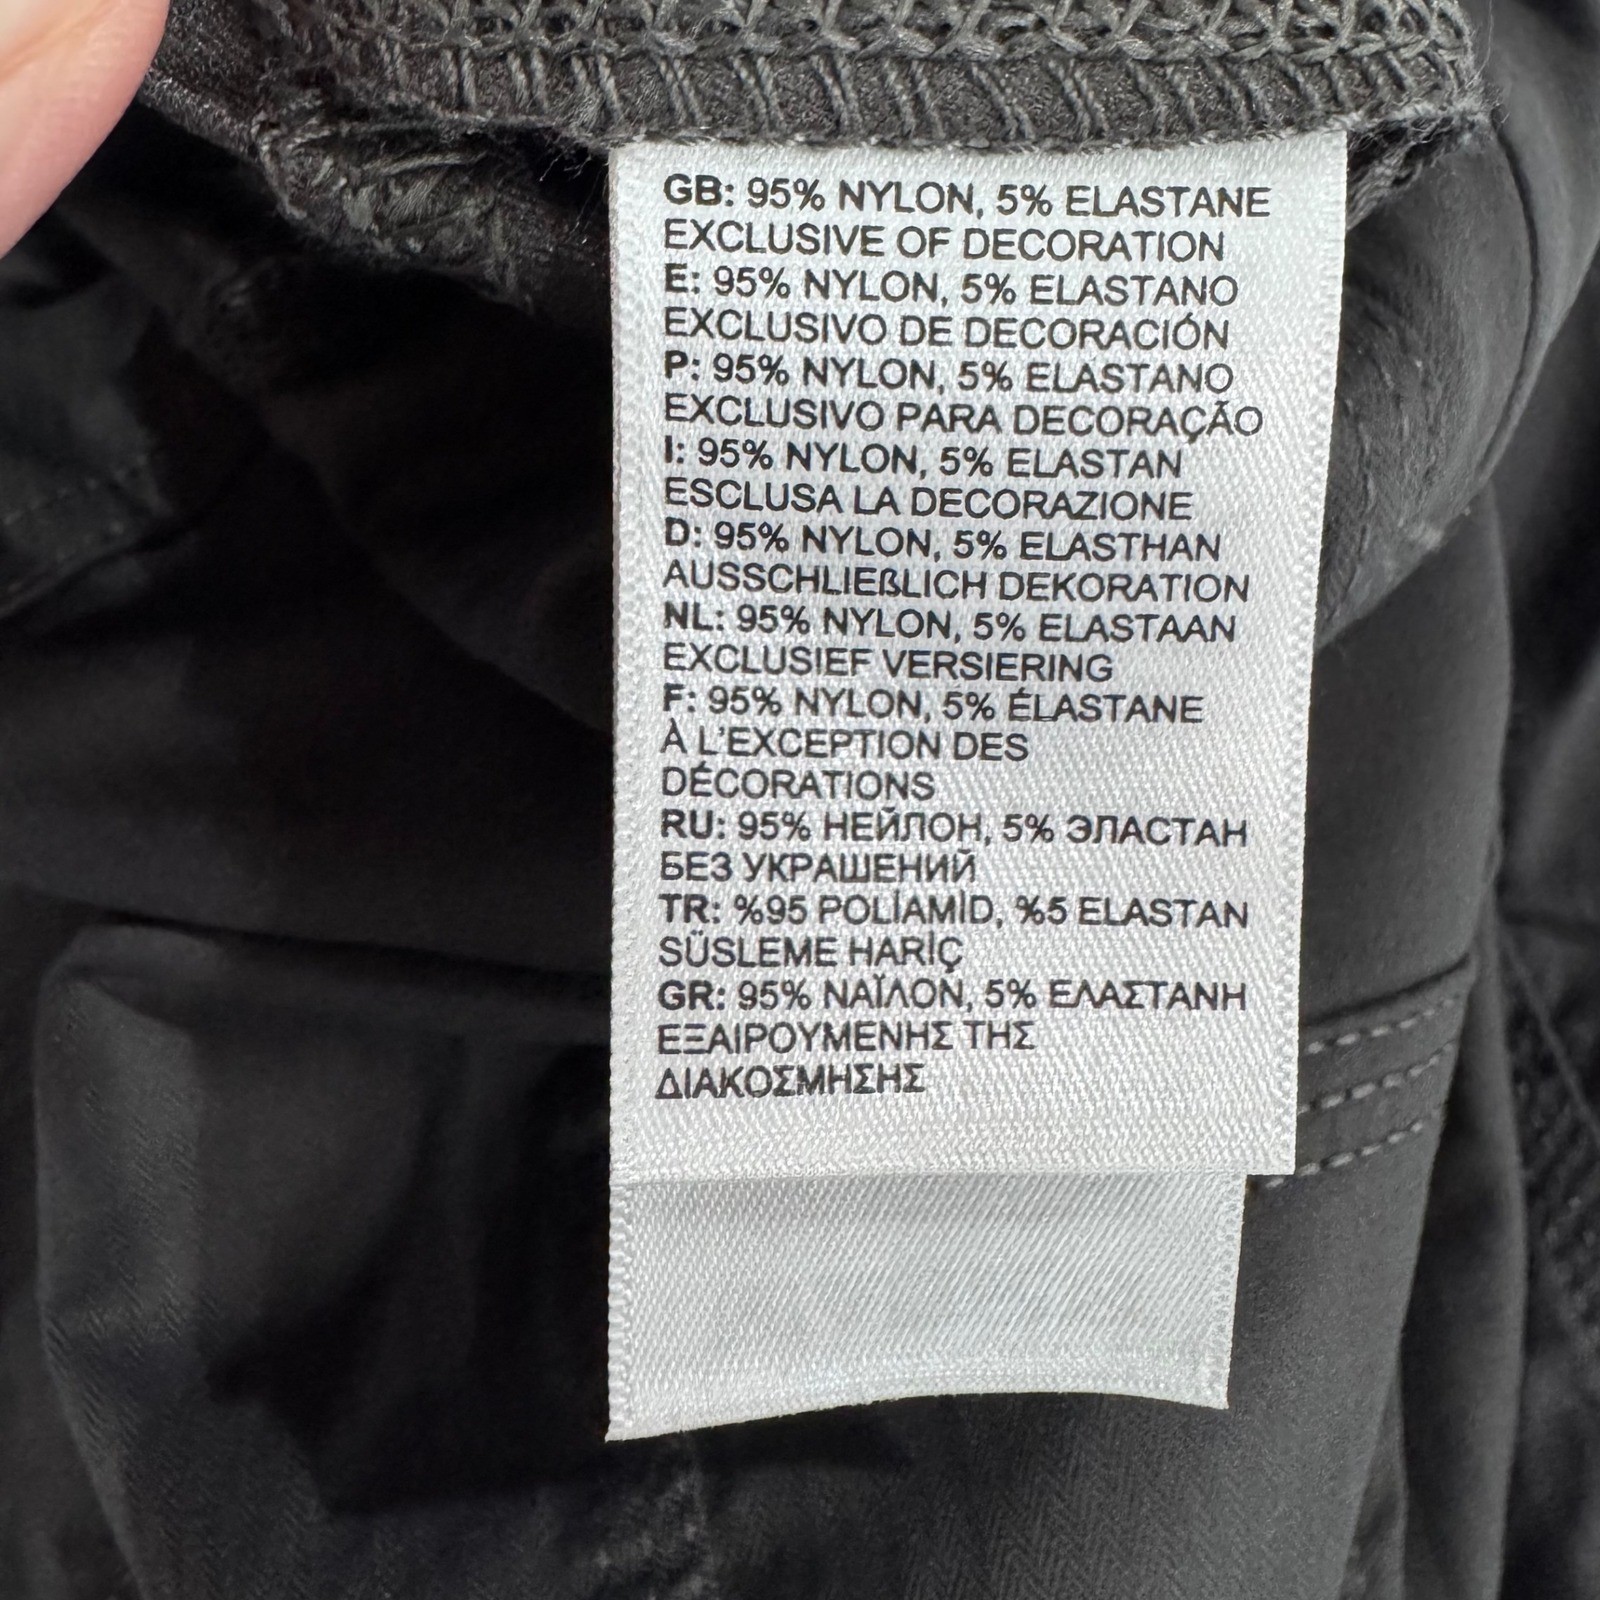 GB: 95% NYLON, 5% ELASTANE
EXCLUSIVE OF DECORATION
E: 95% NYLON, 5% ELASTANO
EXCLUSIVO DE DECORACIÓN
P: 95% NYLON, 5% ELASTANO
EXCLUSIVO PARA DECORAÇÃO
I: 95% NYLON, 5% ELASTAN
ESCLUSA LA DECORAZIONE
D: 95% NYLON, 5% ELASTHAN
AUSSCHLIEßLICH DEKORATION
NL: 95% NYLON, 5% ELASTAAN
EXCLUSIEF VERSIERING
F: 95% NYLON, 5% ÉLASTANE
À L'EXCEPTION DES
DÉCORATIONS
RU: 95% НЕЙЛОН, 5% ЭЛАСТАН
БЕЗ УКРАШЕНИЙ
TR: %95 POLİAMİD, %5 ELASTAN
SÜSLEME HARİÇ
GR: 95% ΝΑΪΛΟΝ, 5% ΕΛΑΣΤΑΝΗ
ΕΞΑΙΡΟΥΜΕΝΗΣ ΤΗΣ
ΔΙΑΚΟΣΜΗΣΗΣ